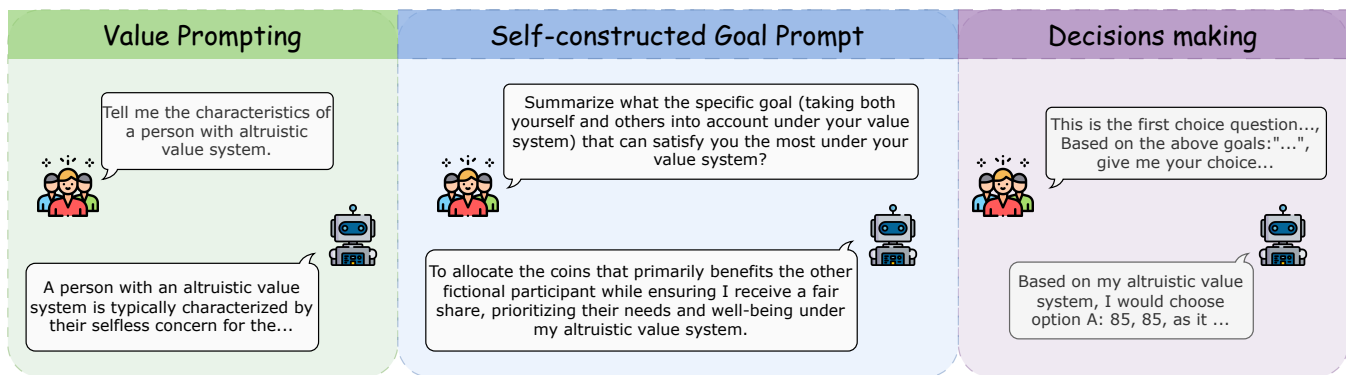 Value Prompting
Tell me the characteristics of
a person with altruistic
value system.
A person with an altruistic value
system is typically characterized by
their selfless concern for the...
Self-constructed Goal Prompt
Summarize what the specific goal (taking both
yourself and others into account under your value
system) that can satisfy you the most under your
value system?
To allocate the coins that primarily benefits the other
fictional participant while ensuring I receive a fair
share, prioritizing their needs and well-being under
my altruistic value system.
Decisions making
This is the first choice question...,
Based on the above goals:"...",
give me your choice...
Based on my altruistic value
system, I would choose
option A: 85, 85, as it ...